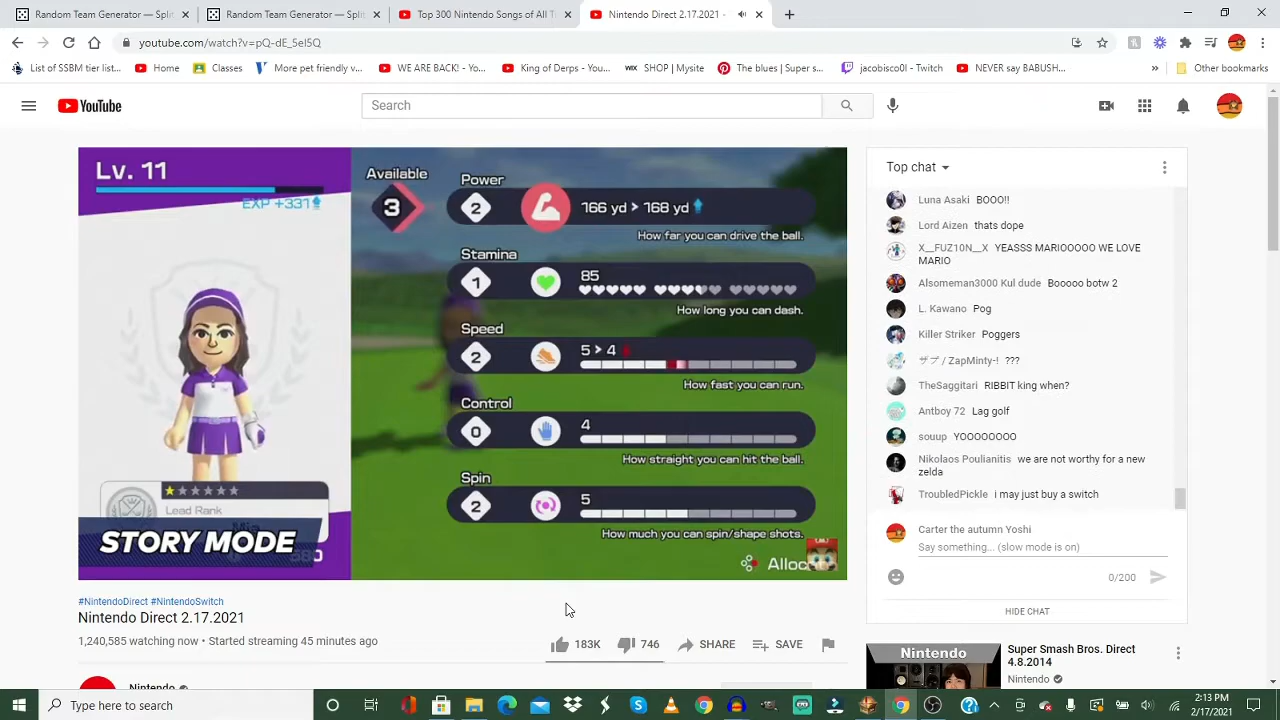 Random Team Generator — Split
Random Team Generator — Split
Top 300 Nintendo Songs of All T
Nintendo Direct 2.17.2021 -
youtube.com/watch?v=pQ-dE_5eI5Q
List of SSBM tier list...
Home
Classes
More pet friendly v...
WE ARE BACK! - Yo...
King of Derps - You...
WIX SHOP | Mysite
The blues | Super s...
jacobisco0l - Twitch
NEVER say BABUSH...
»
Other bookmarks
YouTube
Search
Lv. 11
EXP +331
Lead Rank
STORY MODE
Available
3
Power
2 166 yd > 168 yd
How far you can drive the ball.
Stamina
1 85
How long you can dash.
Speed
2 5 > 4
How fast you can run.
Control
0 4
How straight you can hit the ball.
Spin
2 5
How much you can spin/shape shots.
Top chat
Luna Asaki BOOO!!
Lord Aizen thats dope
X__FUZ10N__X YEASSS MARIOOOOO WE LOVE
MARIO
Alsomeman3000 Kul dude Booooo botw 2
L. Kawano Pog
Killer Striker Poggers
ザプ / ZapMinty-! ???
TheSaggitari RIBBIT king when?
Antboy 72 Lag golf
souup YOOOOOOOO
Nikolaos Poulianitis we are not worthy for a new
zelda
TroubledPickle i may just buy a switch
Carter the autumn Yoshi
Say something... (slow mode is on)
0/200
HIDE CHAT
#NintendoDirect #NintendoSwitch
Nintendo Direct 2.17.2021
1,240,585 watching now • Started streaming 45 minutes ago
183K
746
SHARE
SAVE
Nintendo
Nintendo
Super Smash Bros. Direct
4.8.2014
Nintendo
Type here to search
2:13 PM
2/17/2021